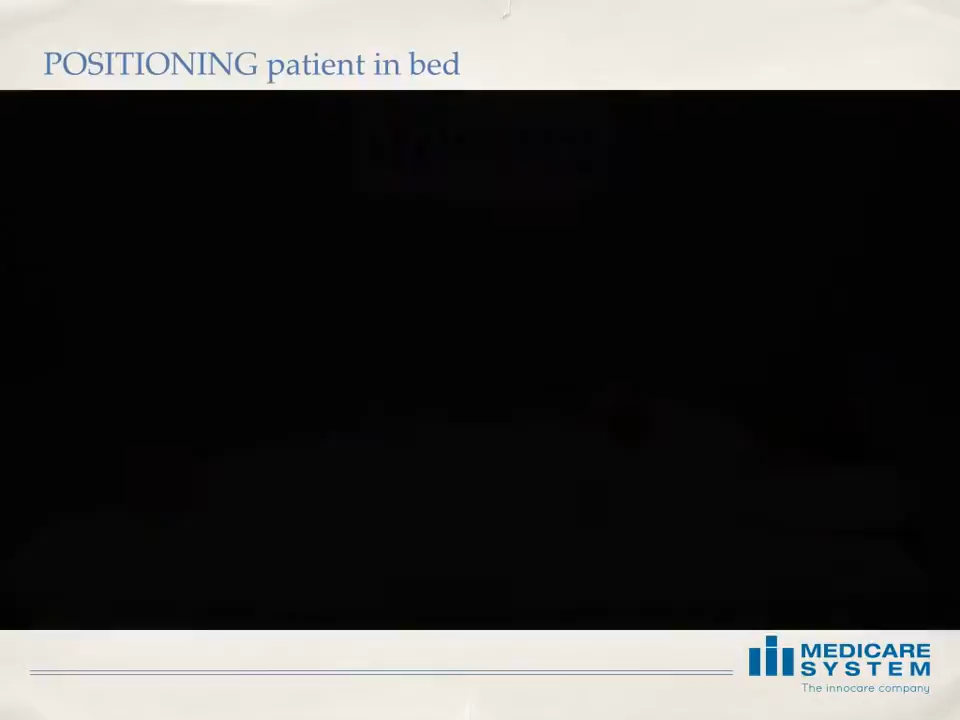 POSITIONING patient in bed
MEDICARE
SYSTEM
The innocare company